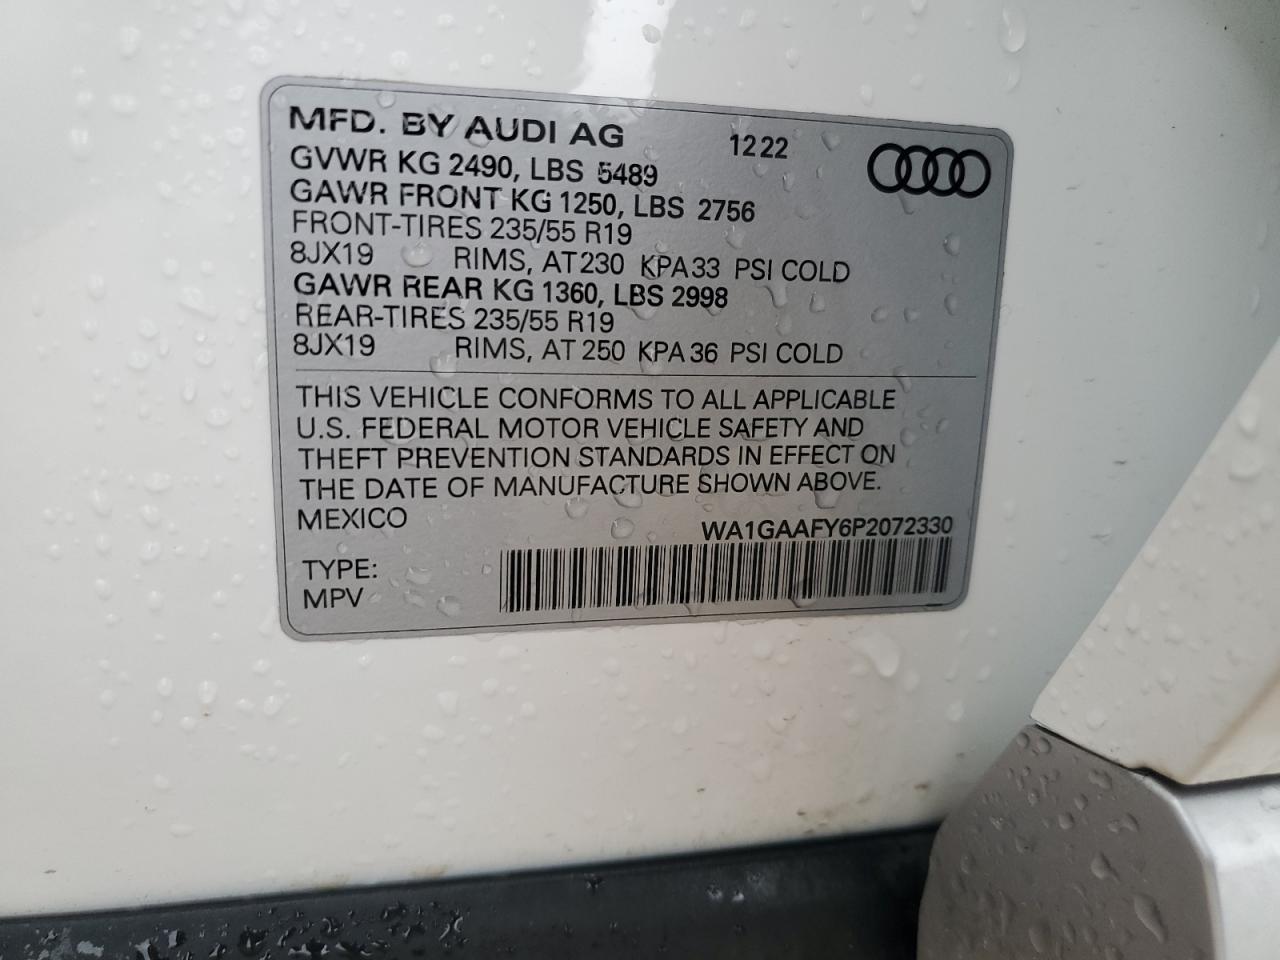 MFD. BY AUDI AG 12 22
GVWR KG 2490, LBS 5489
GAWR FRONT KG 1250, LBS 2756
FRONT-TIRES 235/55 R19
8JX19 RIMS, AT 230 KPA 33 PSI COLD
GAWR REAR KG 1360, LBS 2998
REAR-TIRES 235/55 R19
8JX19 RIMS, AT 250 KPA 36 PSI COLD
THIS VEHICLE CONFORMS TO ALL APPLICABLE
U.S. FEDERAL MOTOR VEHICLE SAFETY AND
THEFT PREVENTION STANDARDS IN EFFECT ON
THE DATE OF MANUFACTURE SHOWN ABOVE.
MEXICO WA1GAAFY6P2072330
TYPE:
MPV